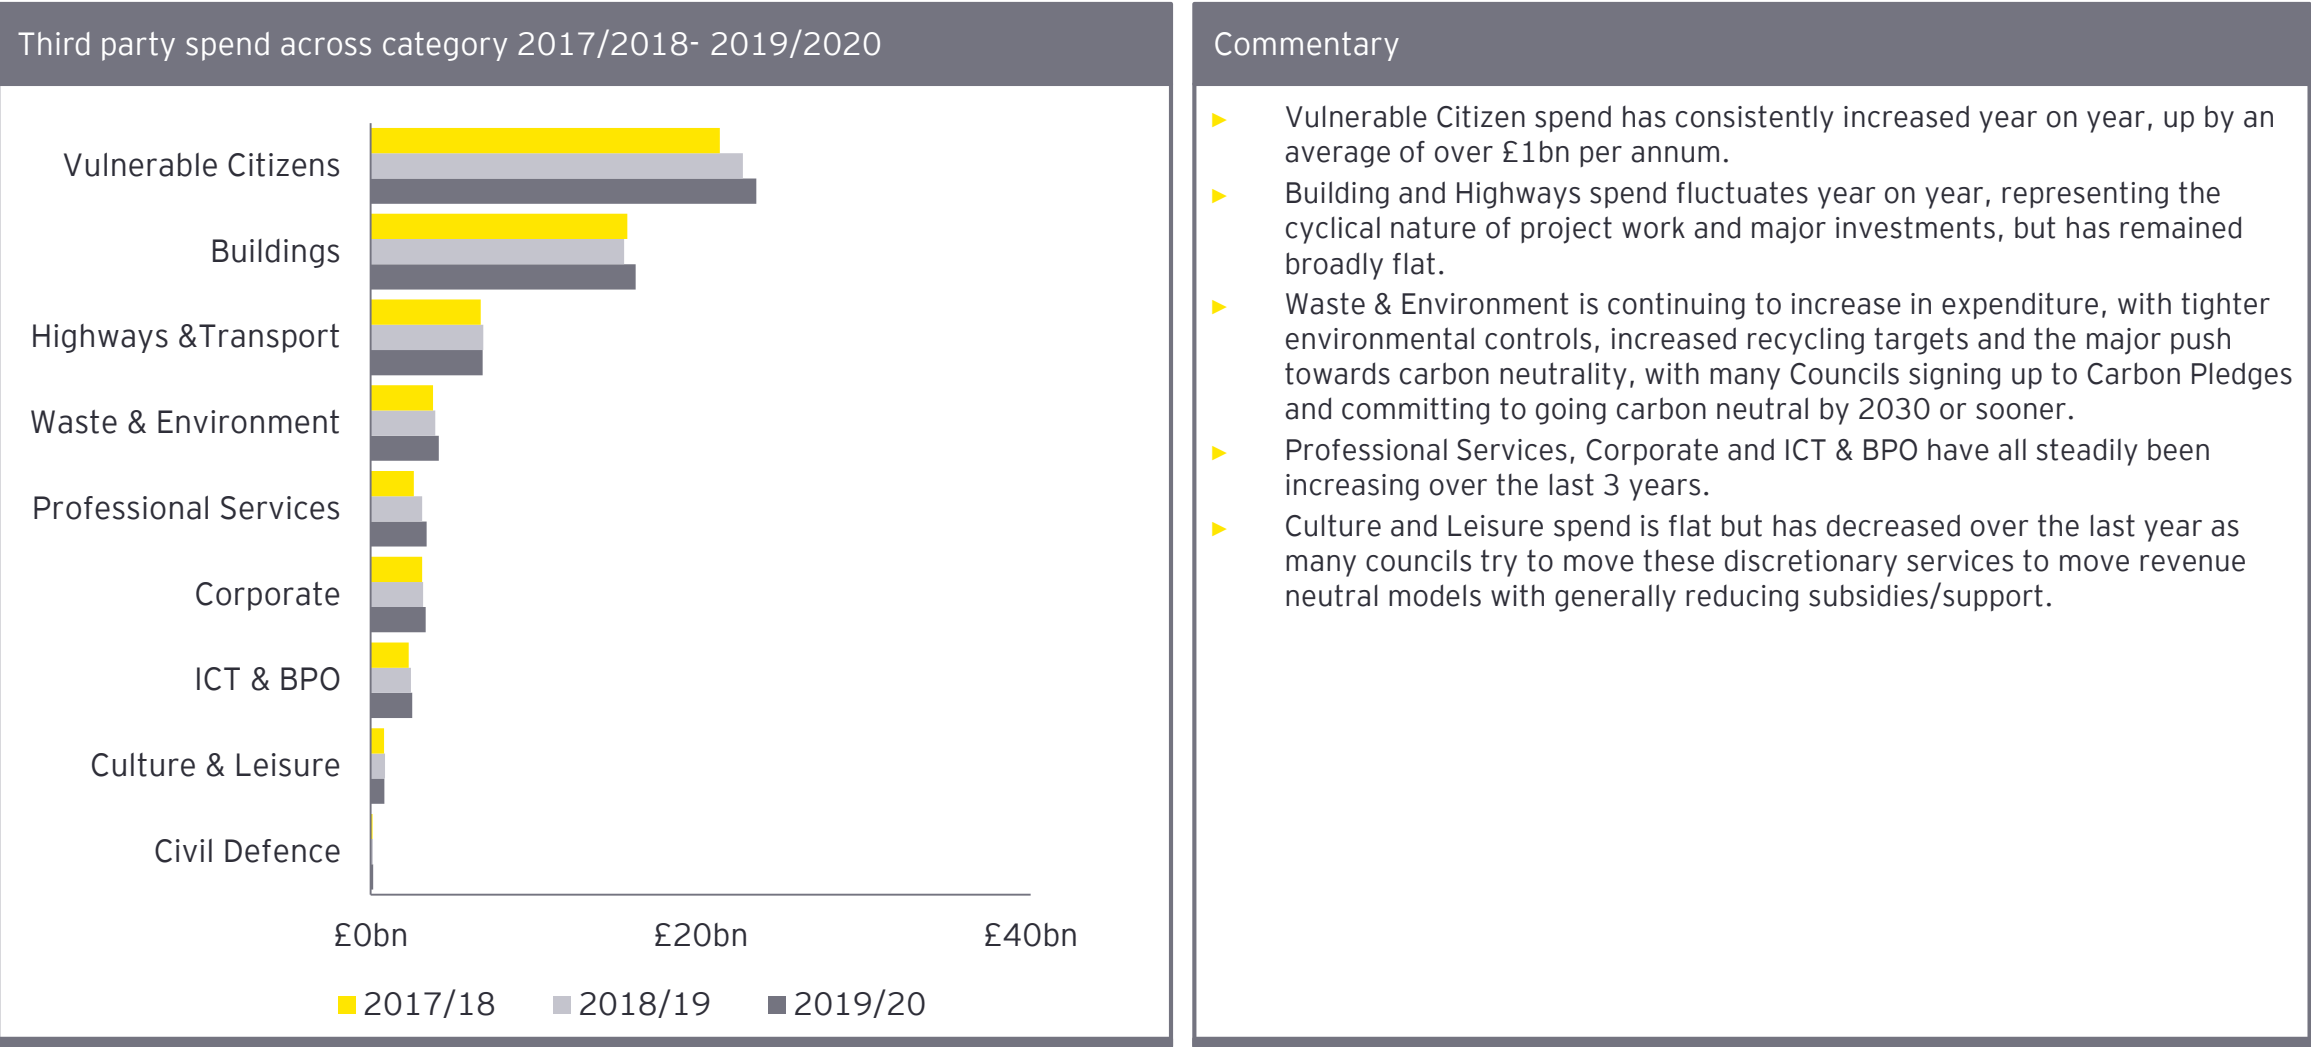 Third party spend across category 2017/2018- 2019/2020
Vulnerable Citizens
Buildings
Highways &Transport
Waste & Environment
Professional Services
Corporate
ICT & BPO
Culture & Leisure
Civil Defence
£0bn £20bn £40bn
2017/18 2018/19 2019/20
Commentary
► Vulnerable Citizen spend has consistently increased year on year, up by an
average of over £1bn per annum.
► Building and Highways spend fluctuates year on year, representing the
cyclical nature of project work and major investments, but has remained
broadly flat.
► Waste & Environment is continuing to increase in expenditure, with tighter
environmental controls, increased recycling targets and the major push
towards carbon neutrality, with many Councils signing up to Carbon Pledges
and committing to going carbon neutral by 2030 or sooner.
► Professional Services, Corporate and ICT & BPO have all steadily been
increasing over the last 3 years.
► Culture and Leisure spend is flat but has decreased over the last year as
many councils try to move these discretionary services to move revenue
neutral models with generally reducing subsidies/support.